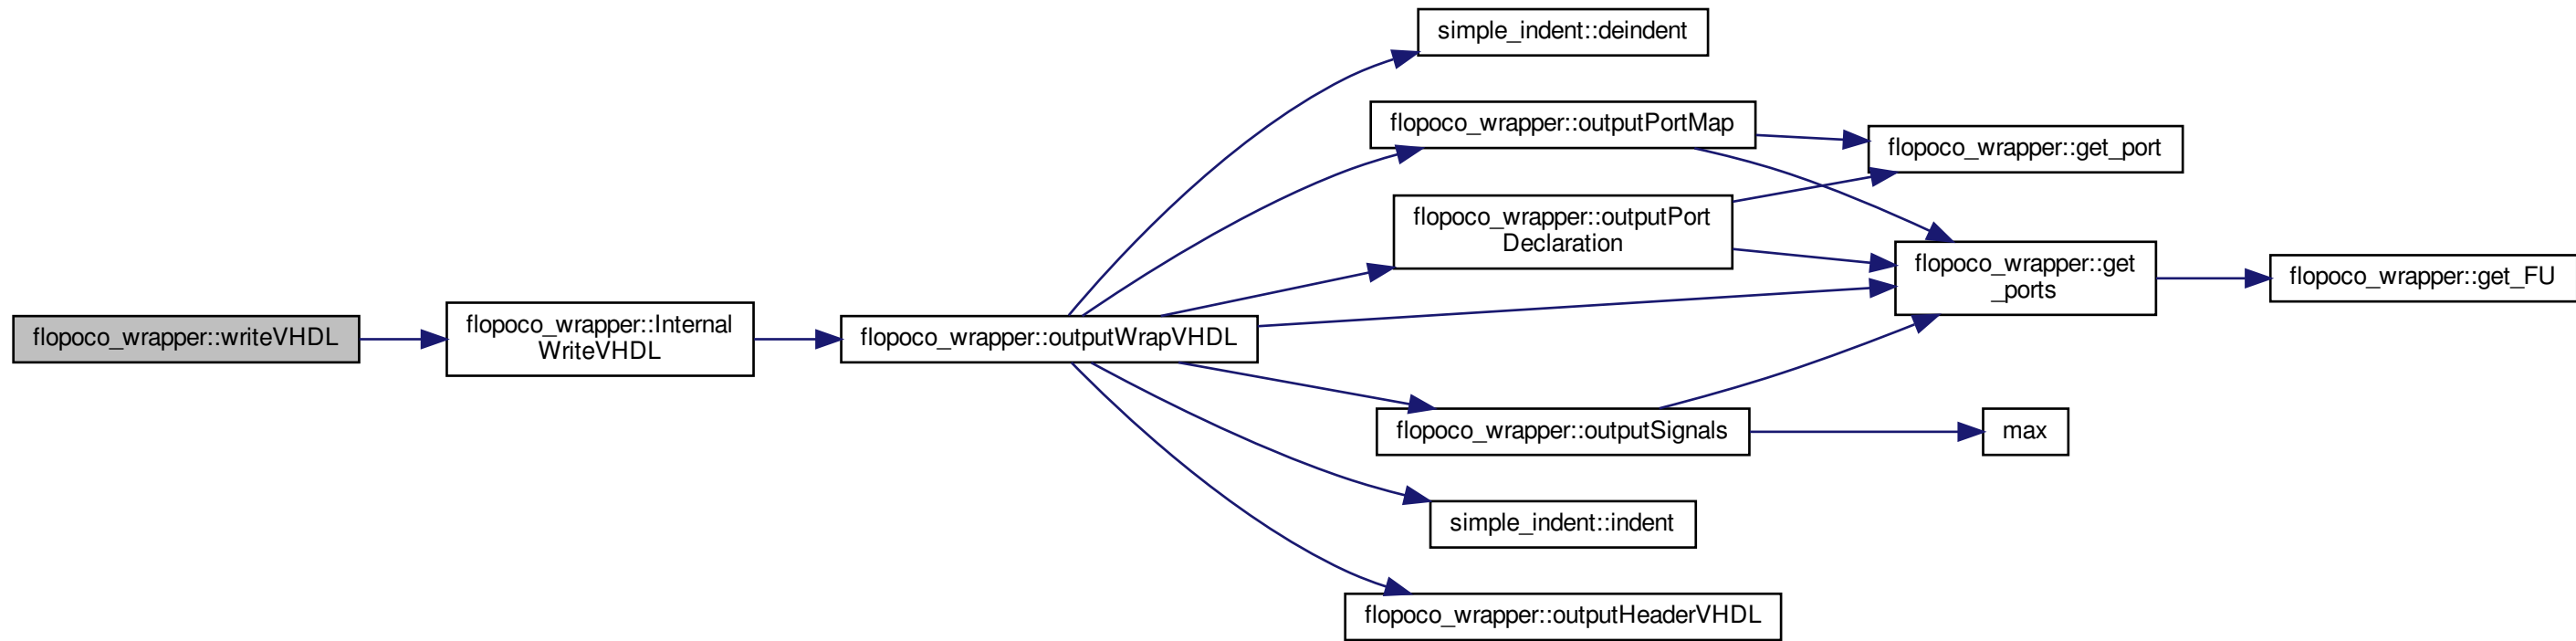 flopoco_wrapper::writeVHDL
flopoco_wrapper::Internal
WriteVHDL
flopoco_wrapper::outputWrapVHDL
simple_indent::deindent
flopoco_wrapper::outputPortMap
flopoco_wrapper::outputPort
Declaration
flopoco_wrapper::outputSignals
simple_indent::indent
flopoco_wrapper::outputHeaderVHDL
flopoco_wrapper::get_port
flopoco_wrapper::get
_ports
max
flopoco_wrapper::get_FU